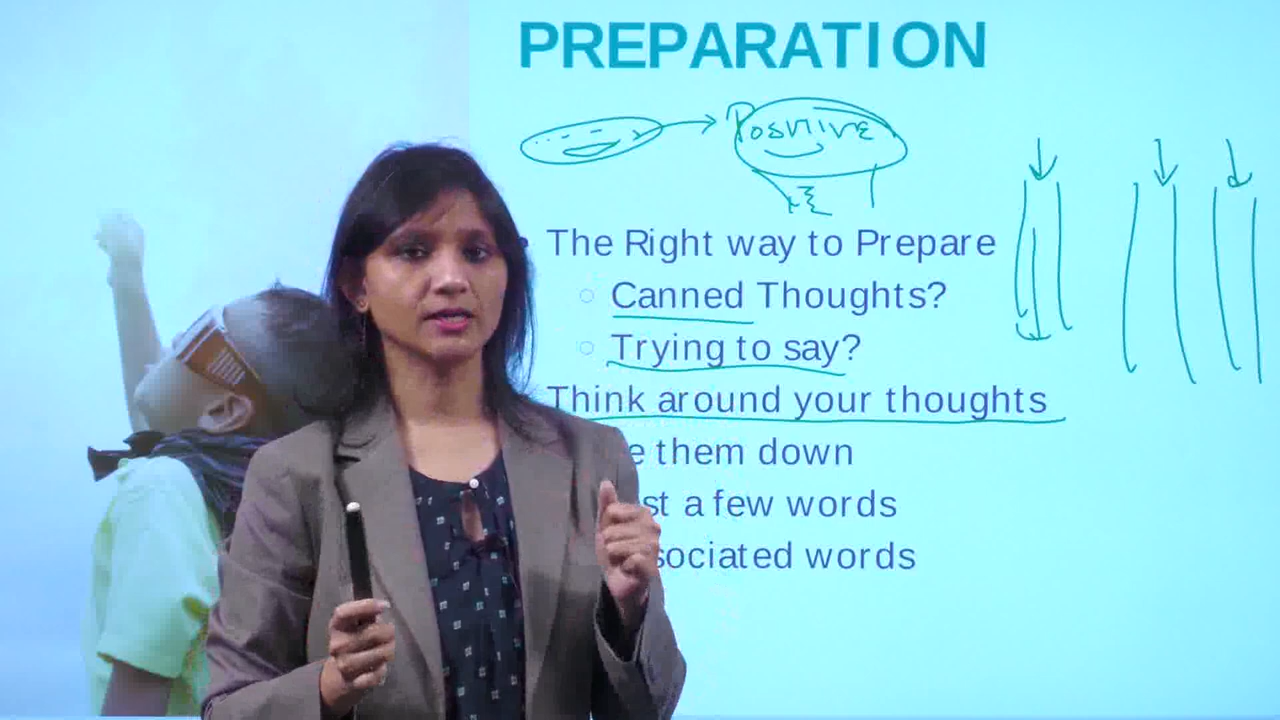 PREPARATION
Positive
The Right way to Prepare
Canned Thoughts?
Trying to say?
Think around your thoughts
them down
a few words
words